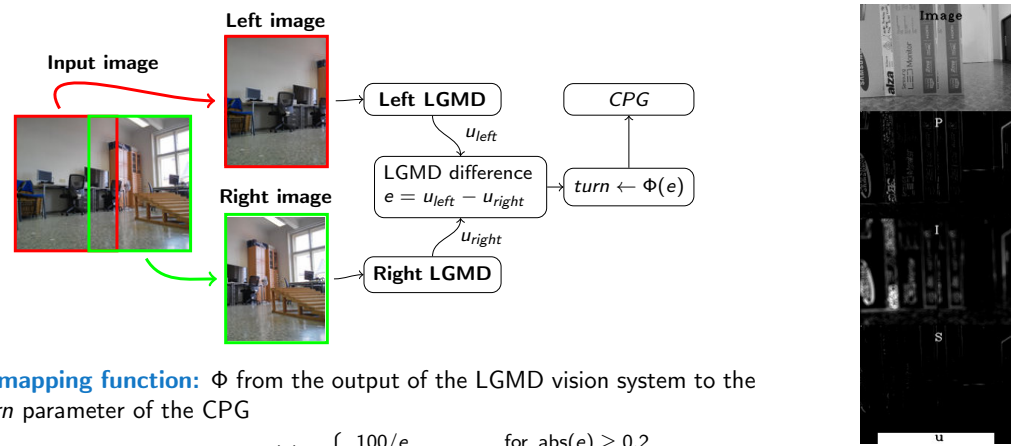 Left image
Input image
Left LGMD
CPG
u_left
LGMD difference
e = u_left − u_right
turn ← Φ(e)
Right image
u_right
Right LGMD
mapping function: Φ from the output of the LGMD vision system to the
rn parameter of the CPG
100/e for abs(e) ≥ 0.2
Image
alza
Monitor
P
I
S
u